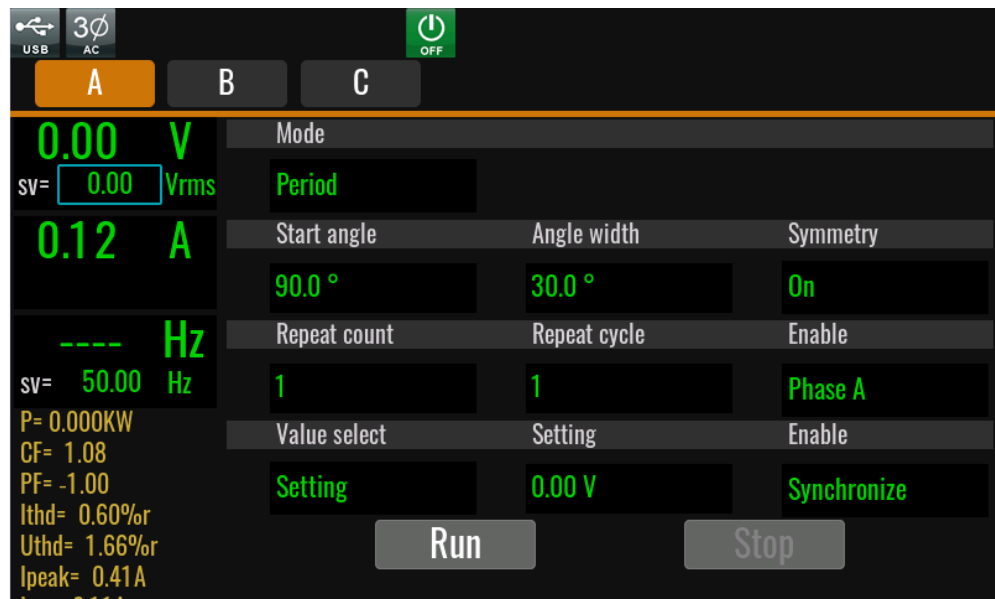 USB
3Ø
AC
OFF
A B C
0.00 V
sv= 0.00 Vrms
0.12 A
---- Hz
sv= 50.00 Hz
P= 0.000KW
CF= 1.08
PF= -1.00
Ithd= 0.60%r
Uthd= 1.66%r
Ipeak= 0.41A
Mode
Period
Start angle Angle width Symmetry
90.0 ° 30.0 ° On
Repeat count Repeat cycle Enable
1 1 Phase A
Value select Setting Enable
Setting 0.00 V Synchronize
Run Stop